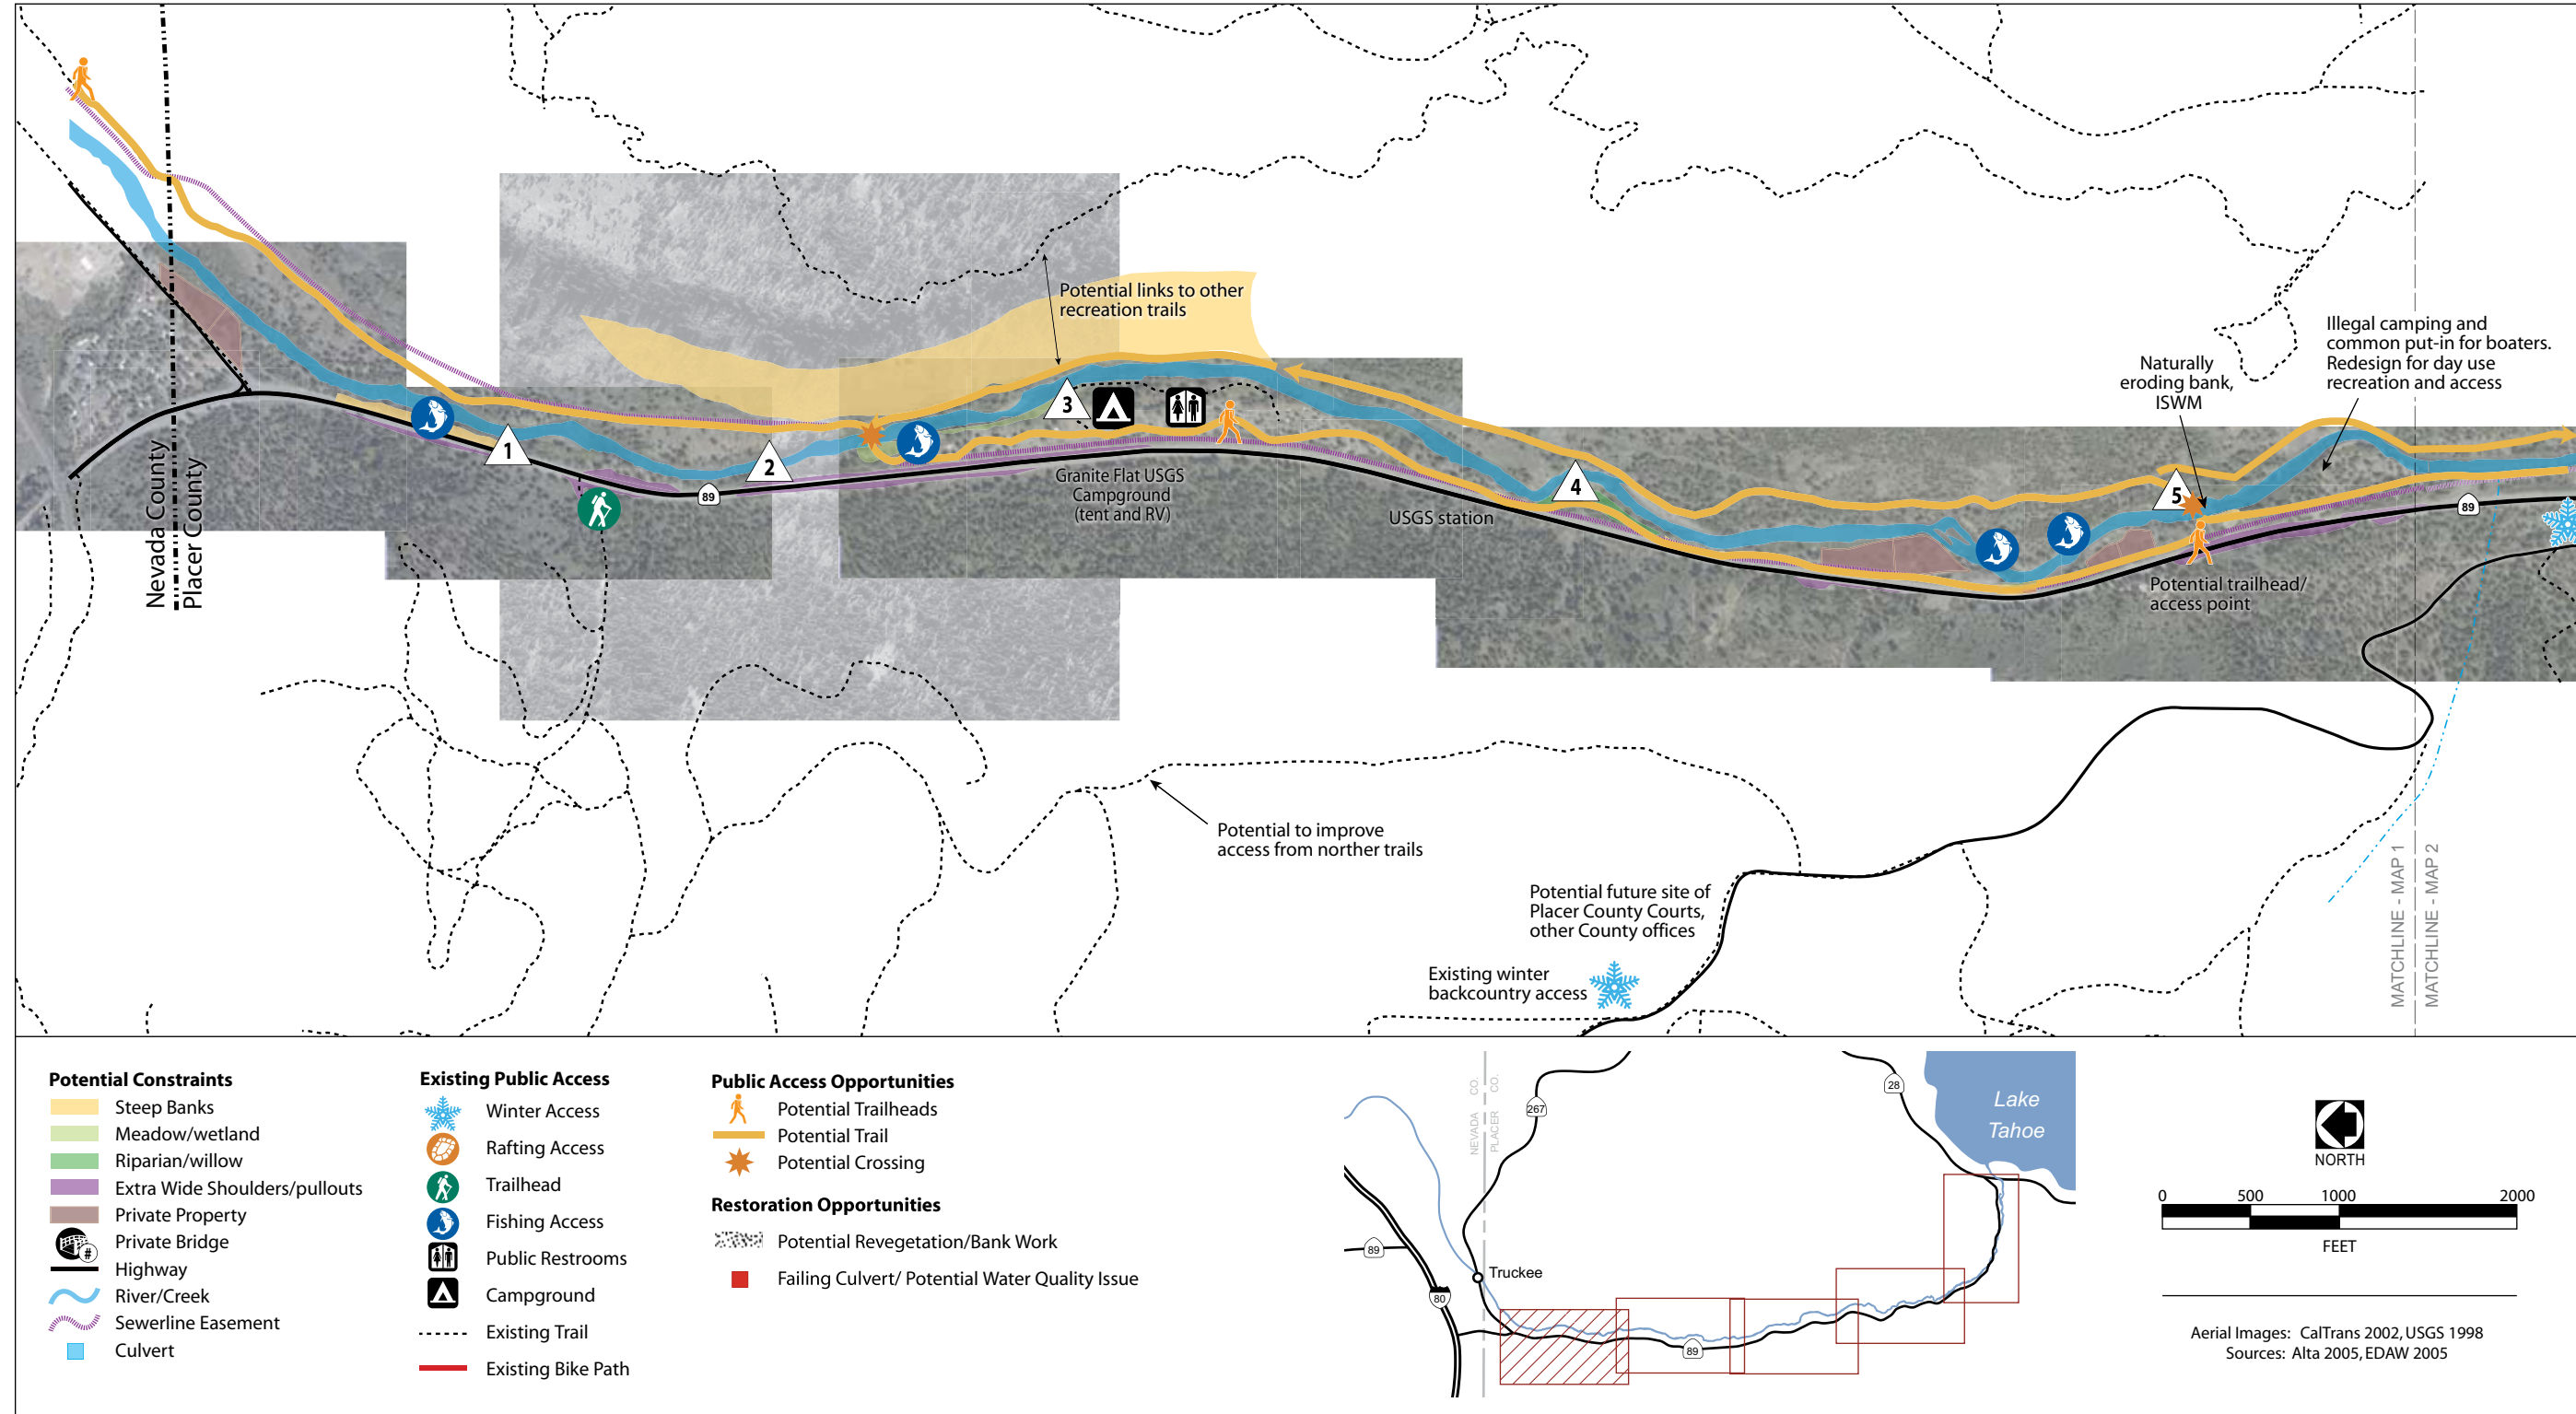 Nevada County
Placer County
1
2
3
4
5
89
89
Potential links to other
recreation trails
Granite Flat USGS
Campground
(tent and RV)
USGS station
Naturally
eroding bank,
ISWM
Illegal camping and
common put-in for boaters.
Redesign for day use
recreation and access
Potential trailhead/
access point
Potential to improve
access from norther trails
Potential future site of
Placer County Courts,
other County offices
Existing winter
backcountry access
MATCHLINE - MAP 1
MATCHLINE - MAP 2
Potential Constraints
Steep Banks
Meadow/wetland
Riparian/willow
Extra Wide Shoulders/pullouts
Private Property
#
Private Bridge
Highway
River/Creek
Sewerline Easement
Culvert
Existing Public Access
Winter Access
Rafting Access
Trailhead
Fishing Access
Public Restrooms
Campground
Existing Trail
Existing Bike Path
Public Access Opportunities
Potential Trailheads
Potential Trail
Potential Crossing
Restoration Opportunities
Potential Revegetation/Bank Work
Failing Culvert/ Potential Water Quality Issue
NEVADA CO.
PLACER CO.
267
28
Lake
Tahoe
89
80
Truckee
89
NORTH
0 500 1000 2000
FEET
Aerial Images: CalTrans 2002, USGS 1998
Sources: Alta 2005, EDAW 2005